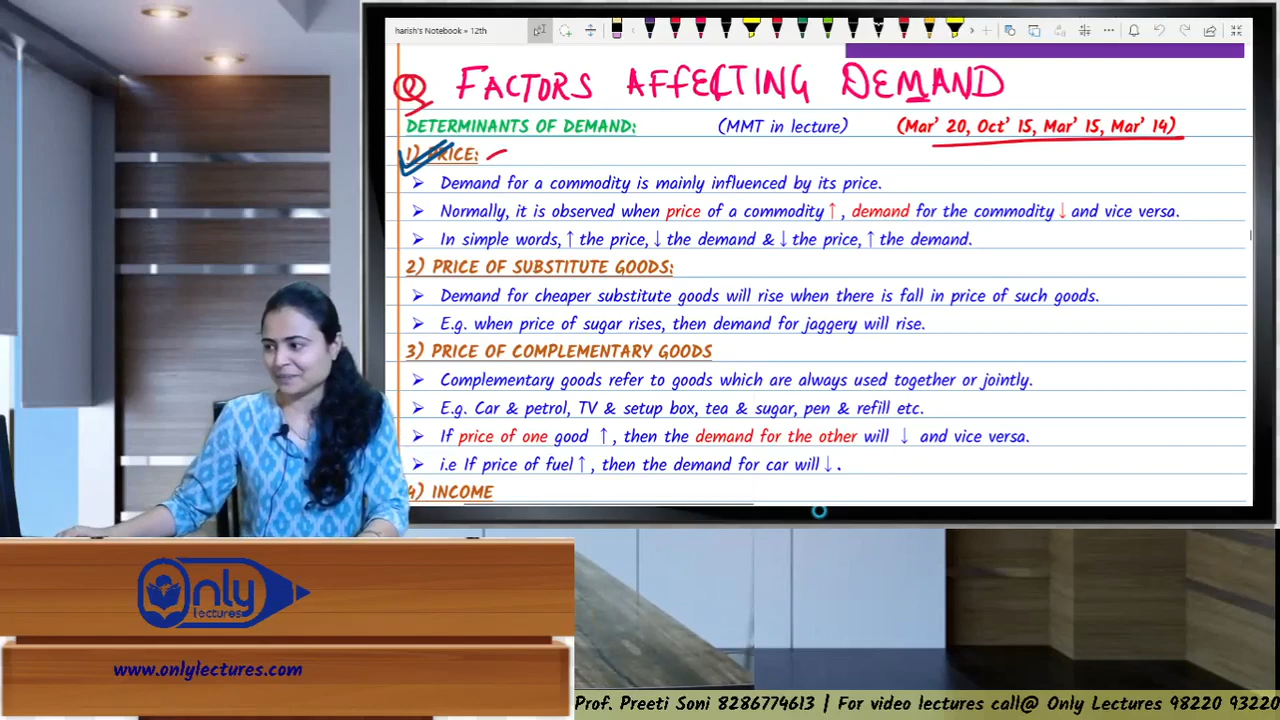 harish's Notebook » 12th
Q FACTORS AFFECTING DEMAND
DETERMINANTS OF DEMAND: (MMT in lecture) (Mar' 20, Oct' 15, Mar' 15, Mar' 14)
1) PRICE:
➢ Demand for a commodity is mainly influenced by its price.
➢ Normally, it is observed when price of a commodity ↑, demand for the commodity ↓ and vice versa.
➢ In simple words, ↑ the price, ↓ the demand & ↓ the price, ↑ the demand.
2) PRICE OF SUBSTITUTE GOODS:
➢ Demand for cheaper substitute goods will rise when there is fall in price of such goods.
➢ E.g. when price of sugar rises, then demand for jaggery will rise.
3) PRICE OF COMPLEMENTARY GOODS
➢ Complementary goods refer to goods which are always used together or jointly.
➢ E.g. Car & petrol, TV & setup box, tea & sugar, pen & refill etc.
➢ If price of one good ↑, then the demand for the other will ↓ and vice versa.
➢ i.e If price of fuel ↑, then the demand for car will ↓.
4) INCOME
Only
lectures
www.onlylectures.com
Prof. Preeti Soni 8286774613 | For video lectures call@ Only Lectures 98220 93220